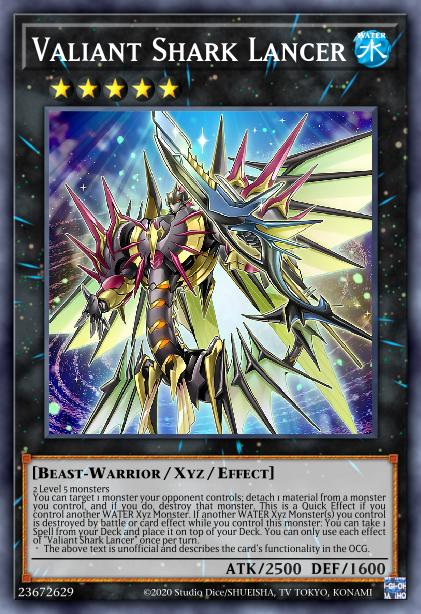 VALIANT SHARK LANCER
WATER
水
[BEAST-WARRIOR / XYZ / EFFECT]
2 Level 5 monsters
You can target 1 monster your opponent controls; detach 1 material from a monster
you control, and if you do, destroy that monster. This is a Quick Effect if you
control another WATER Xyz Monster. If another WATER Xyz Monster(s) you control
is destroyed by battle or card effect while you control this monster: You can take 1
Spell from your Deck and place it on top of your Deck. You can only use each effect
of "Valiant Shark Lancer" once per turn.
· The above text is unofficial and describes the card's functionality in the OCG.
ATK/2500 DEF/1600
23672629
©2020 Studio Dice/SHUEISHA, TV TOKYO, KONAMI